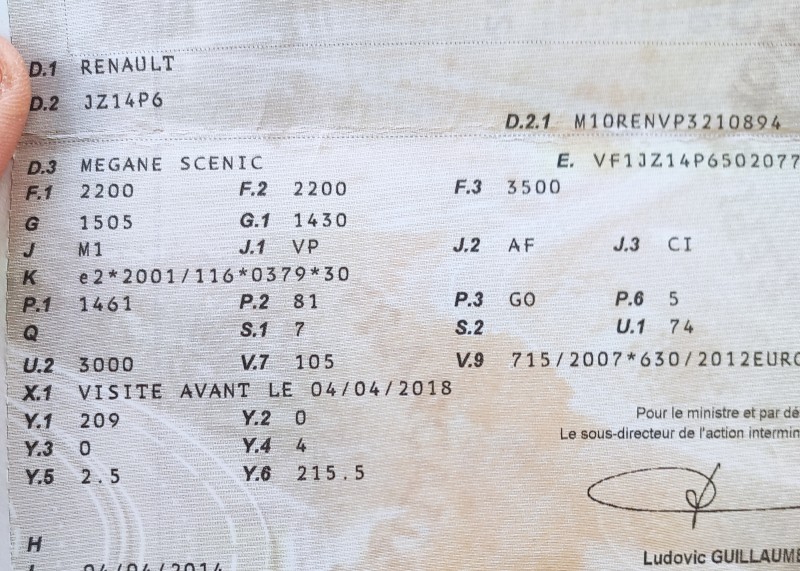 D.1 RENAULT
D.2 JZ14P6
D.2.1 M10RENVP3210894
D.3 MEGANE SCENIC E. VF1JZ14P6502077
F.1 2200 F.2 2200 F.3 3500
G 1505 G.1 1430
J M1 J.1 VP J.2 AF J.3 CI
K e2*2001/116*0379*30
P.1 1461 P.2 81 P.3 GO P.6 5
Q S.1 7 S.2 U.1 74
U.2 3000 V.7 105 V.9 715/2007*630/2012EURO
X.1 VISITE AVANT LE 04/04/2018
Y.1 209 Y.2 0
Pour le ministre et par dé
Y.3 0 Y.4 4
Le sous-directeur de l'action intermin
Y.5 2.5 Y.6 215.5
H
Ludovic GUILLAUME
04/04/2014